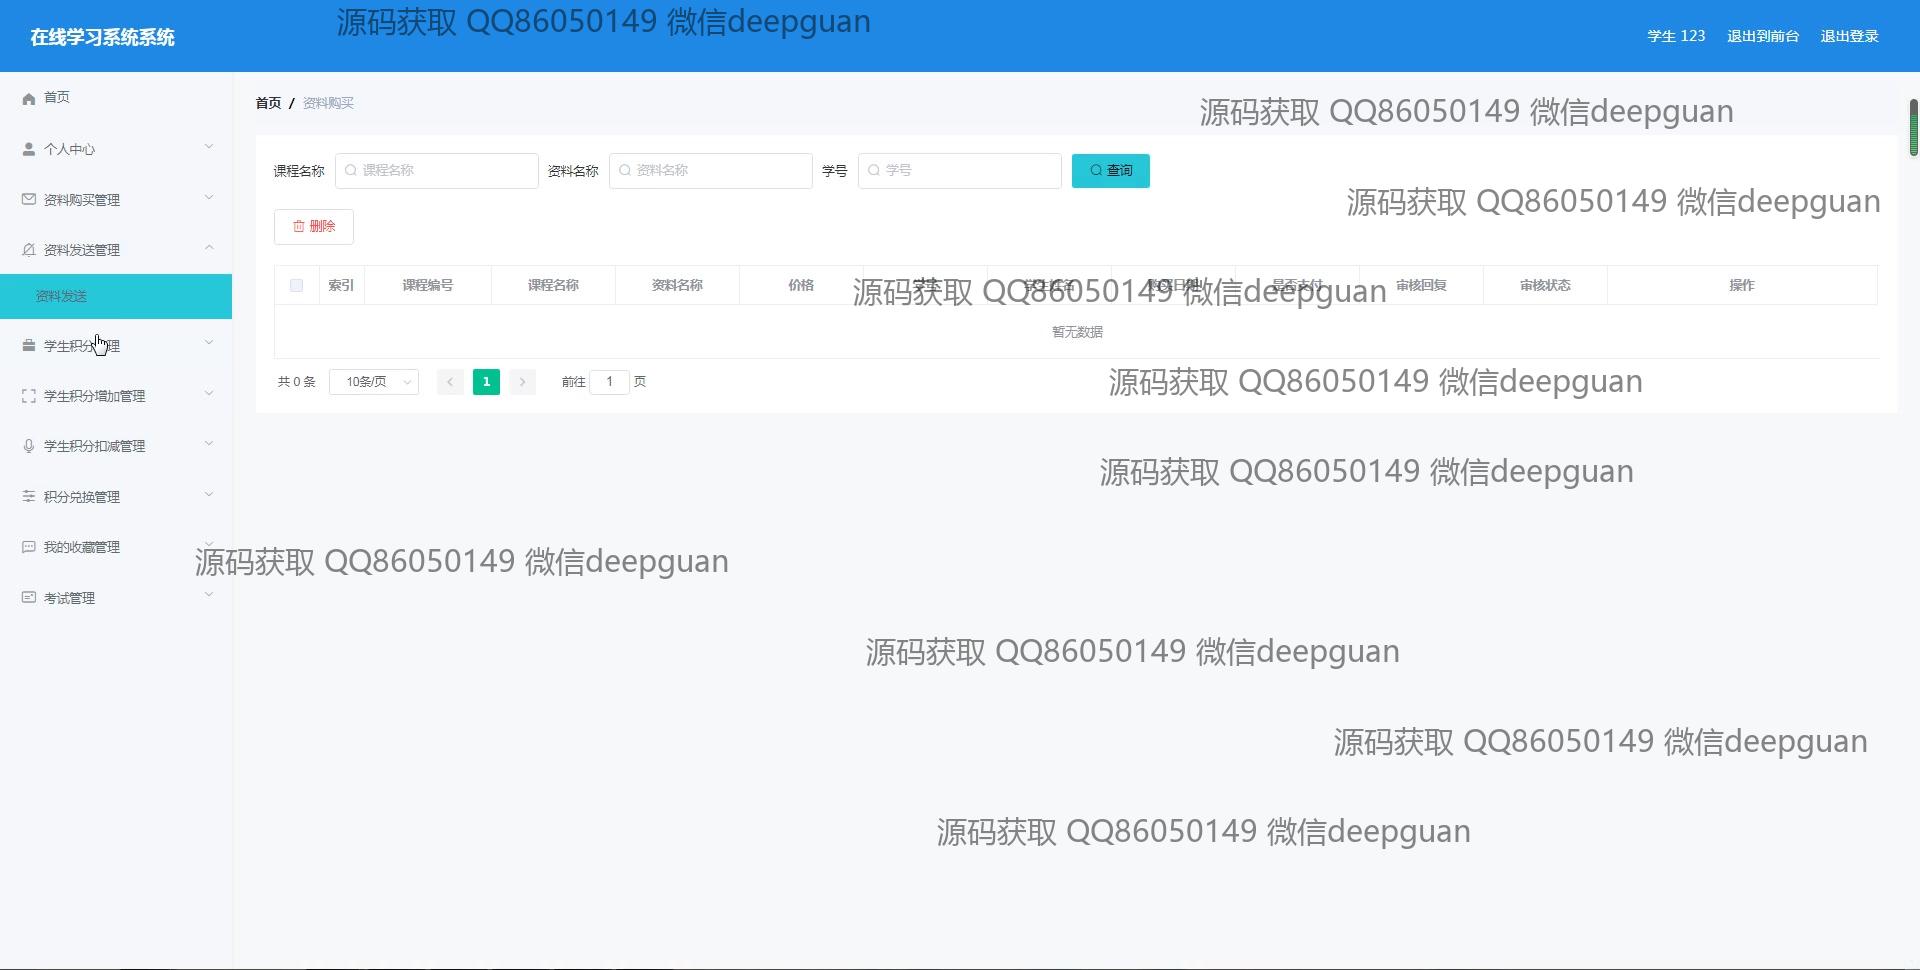 在线学习系统系统
源码获取 QQ86050149 微信deepguan
学生 123 退出到前台 退出登录
首页
个人中心
资料购买管理
资料发送管理
资料发送
学生积分管理
学生积分增加管理
学生积分扣减管理
积分兑换管理
我的收藏管理
考试管理
首页 / 资料购买
源码获取 QQ86050149 微信deepguan
课程名称 课程名称 资料名称 资料名称 学号 学号 查询
源码获取 QQ86050149 微信deepguan
删除
索引 课程编号 课程名称 资料名称 价格 学号 学生姓名 购买日期 是否支付 审核回复 审核状态 操作
源码获取 QQ86050149 微信deepguan
暂无数据
共 0 条 10条/页 1 前往 1 页
源码获取 QQ86050149 微信deepguan
源码获取 QQ86050149 微信deepguan
源码获取 QQ86050149 微信deepguan
源码获取 QQ86050149 微信deepguan
源码获取 QQ86050149 微信deepguan
源码获取 QQ86050149 微信deepguan